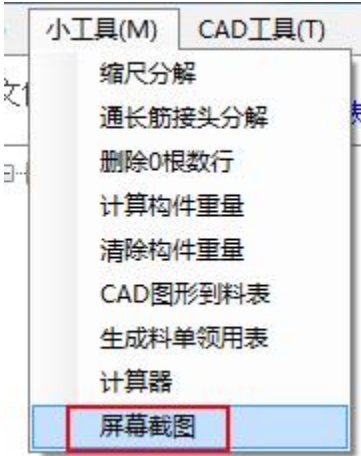 小工具(M) CAD工具(T)
缩尺分解
通长筋接头分解
删除0根数行
计算构件重量
清除构件重量
CAD图形到料表
生成料单领用表
计算器
屏幕截图